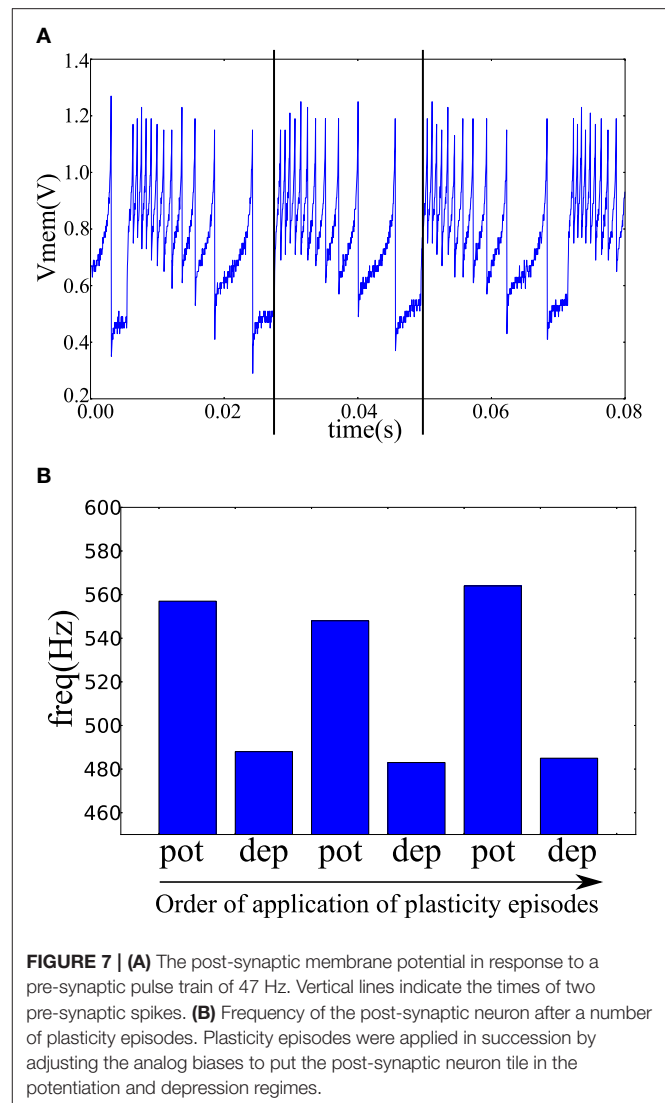 A
1.4
1.2
1.0
0.8
0.6
0.4
0.2
Vmem(V)
0.00 0.02 0.04 0.06 0.08
time(s)
B
600
580
560
540
520
500
480
460
freq(Hz)
pot dep pot dep pot dep
Order of application of plasticity episodes
FIGURE 7 | (A) The post-synaptic membrane potential in response to a
pre-synaptic pulse train of 47 Hz. Vertical lines indicate the times of two
pre-synaptic spikes. (B) Frequency of the post-synaptic neuron after a number
of plasticity episodes. Plasticity episodes were applied in succession by
adjusting the analog biases to put the post-synaptic neuron tile in the
potentiation and depression regimes.